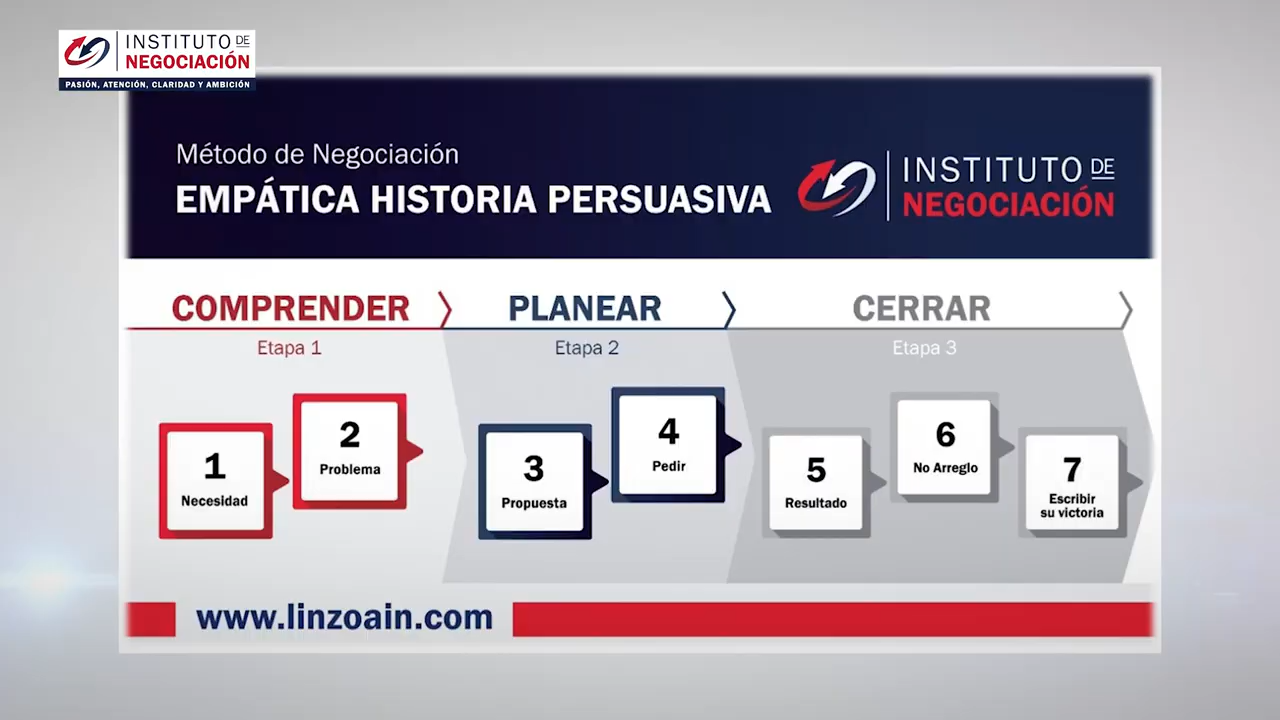 INSTITUTO DE
NEGOCIACIÓN
PASIÓN, ATENCIÓN, CLARIDAD Y AMBICIÓN
Método de Negociación
EMPÁTICA HISTORIA PERSUASIVA
INSTITUTO DE
NEGOCIACIÓN
COMPRENDER
PLANEAR
CERRAR
Etapa 1
Etapa 2
Etapa 3
1
Necesidad
2
Problema
3
Propuesta
4
Pedir
5
Resultado
6
No Arreglo
7
Escribir
su victoria
www.linzoain.com